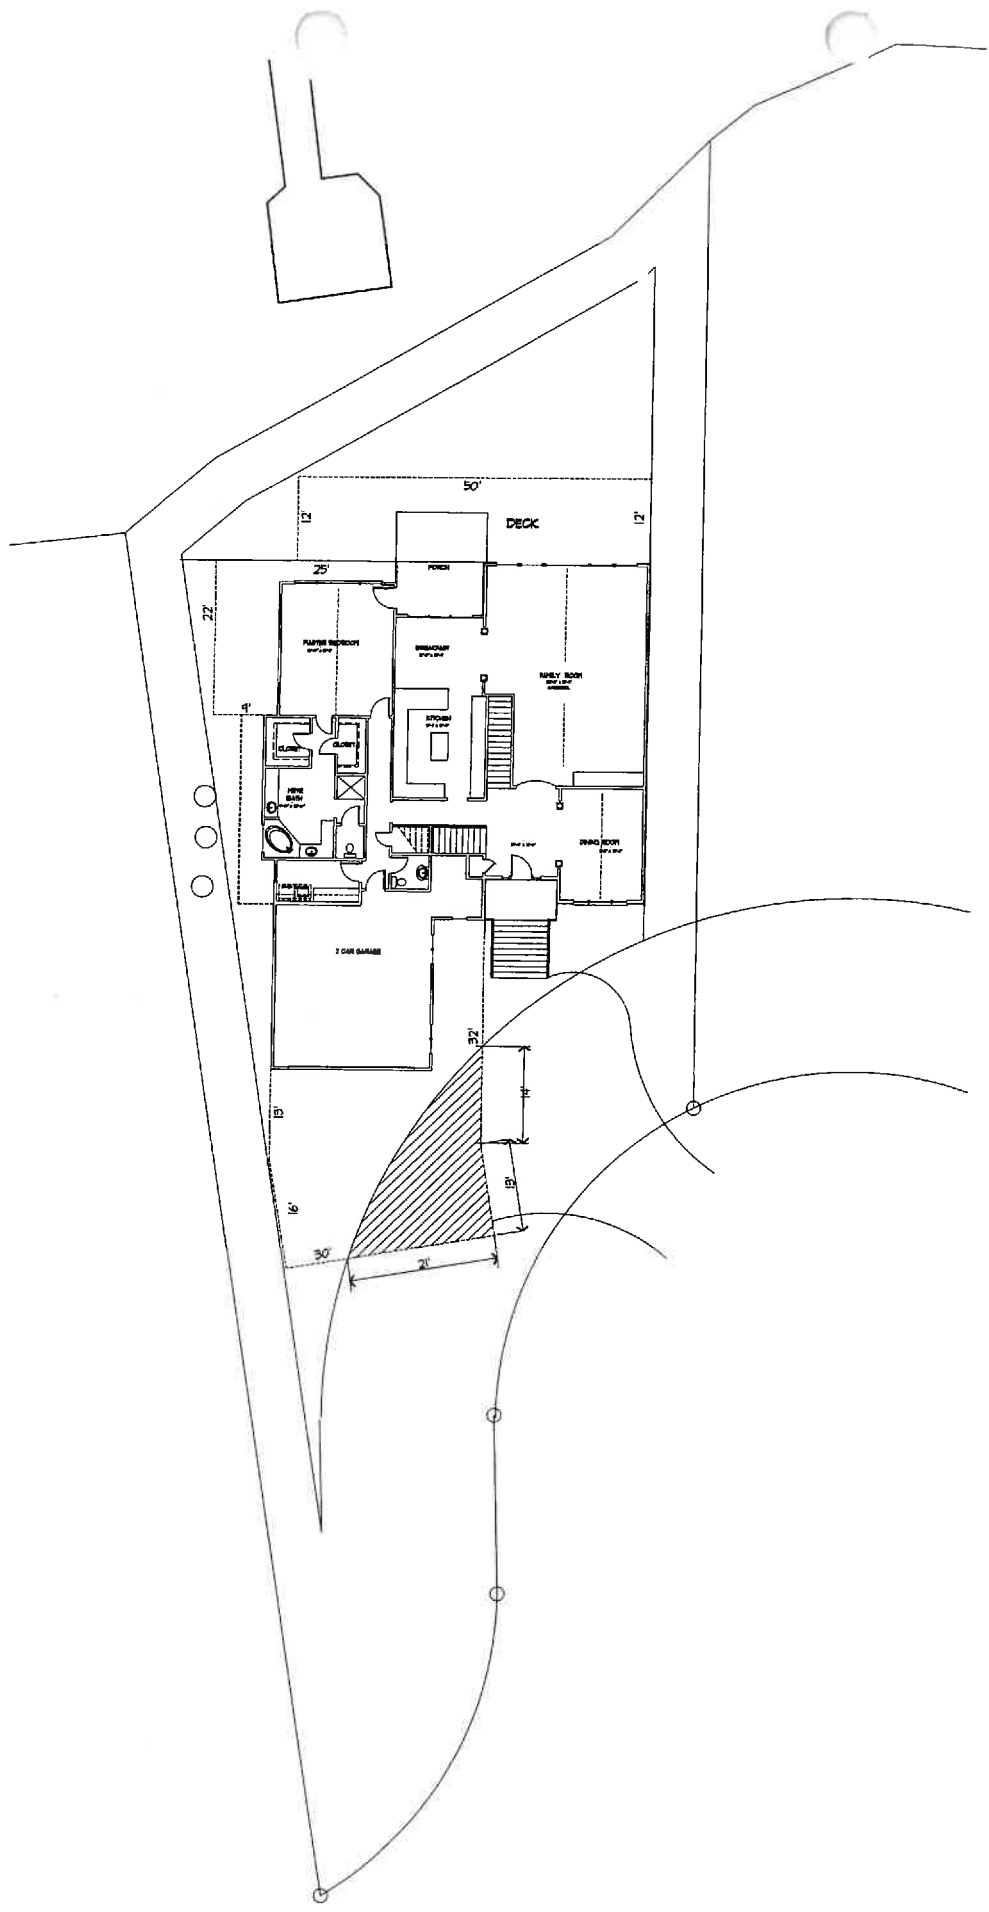 50'
12'
DECK
12'
25'
PORCH
22'
MASTER BEDROOM
BREAKFAST
FAMILY ROOM
9'
KITCHEN
CLOSET
CLOSET
BATH
DINING ROOM
2 CAR GARAGE
32'
14'
13'
13'
16'
30'
21'